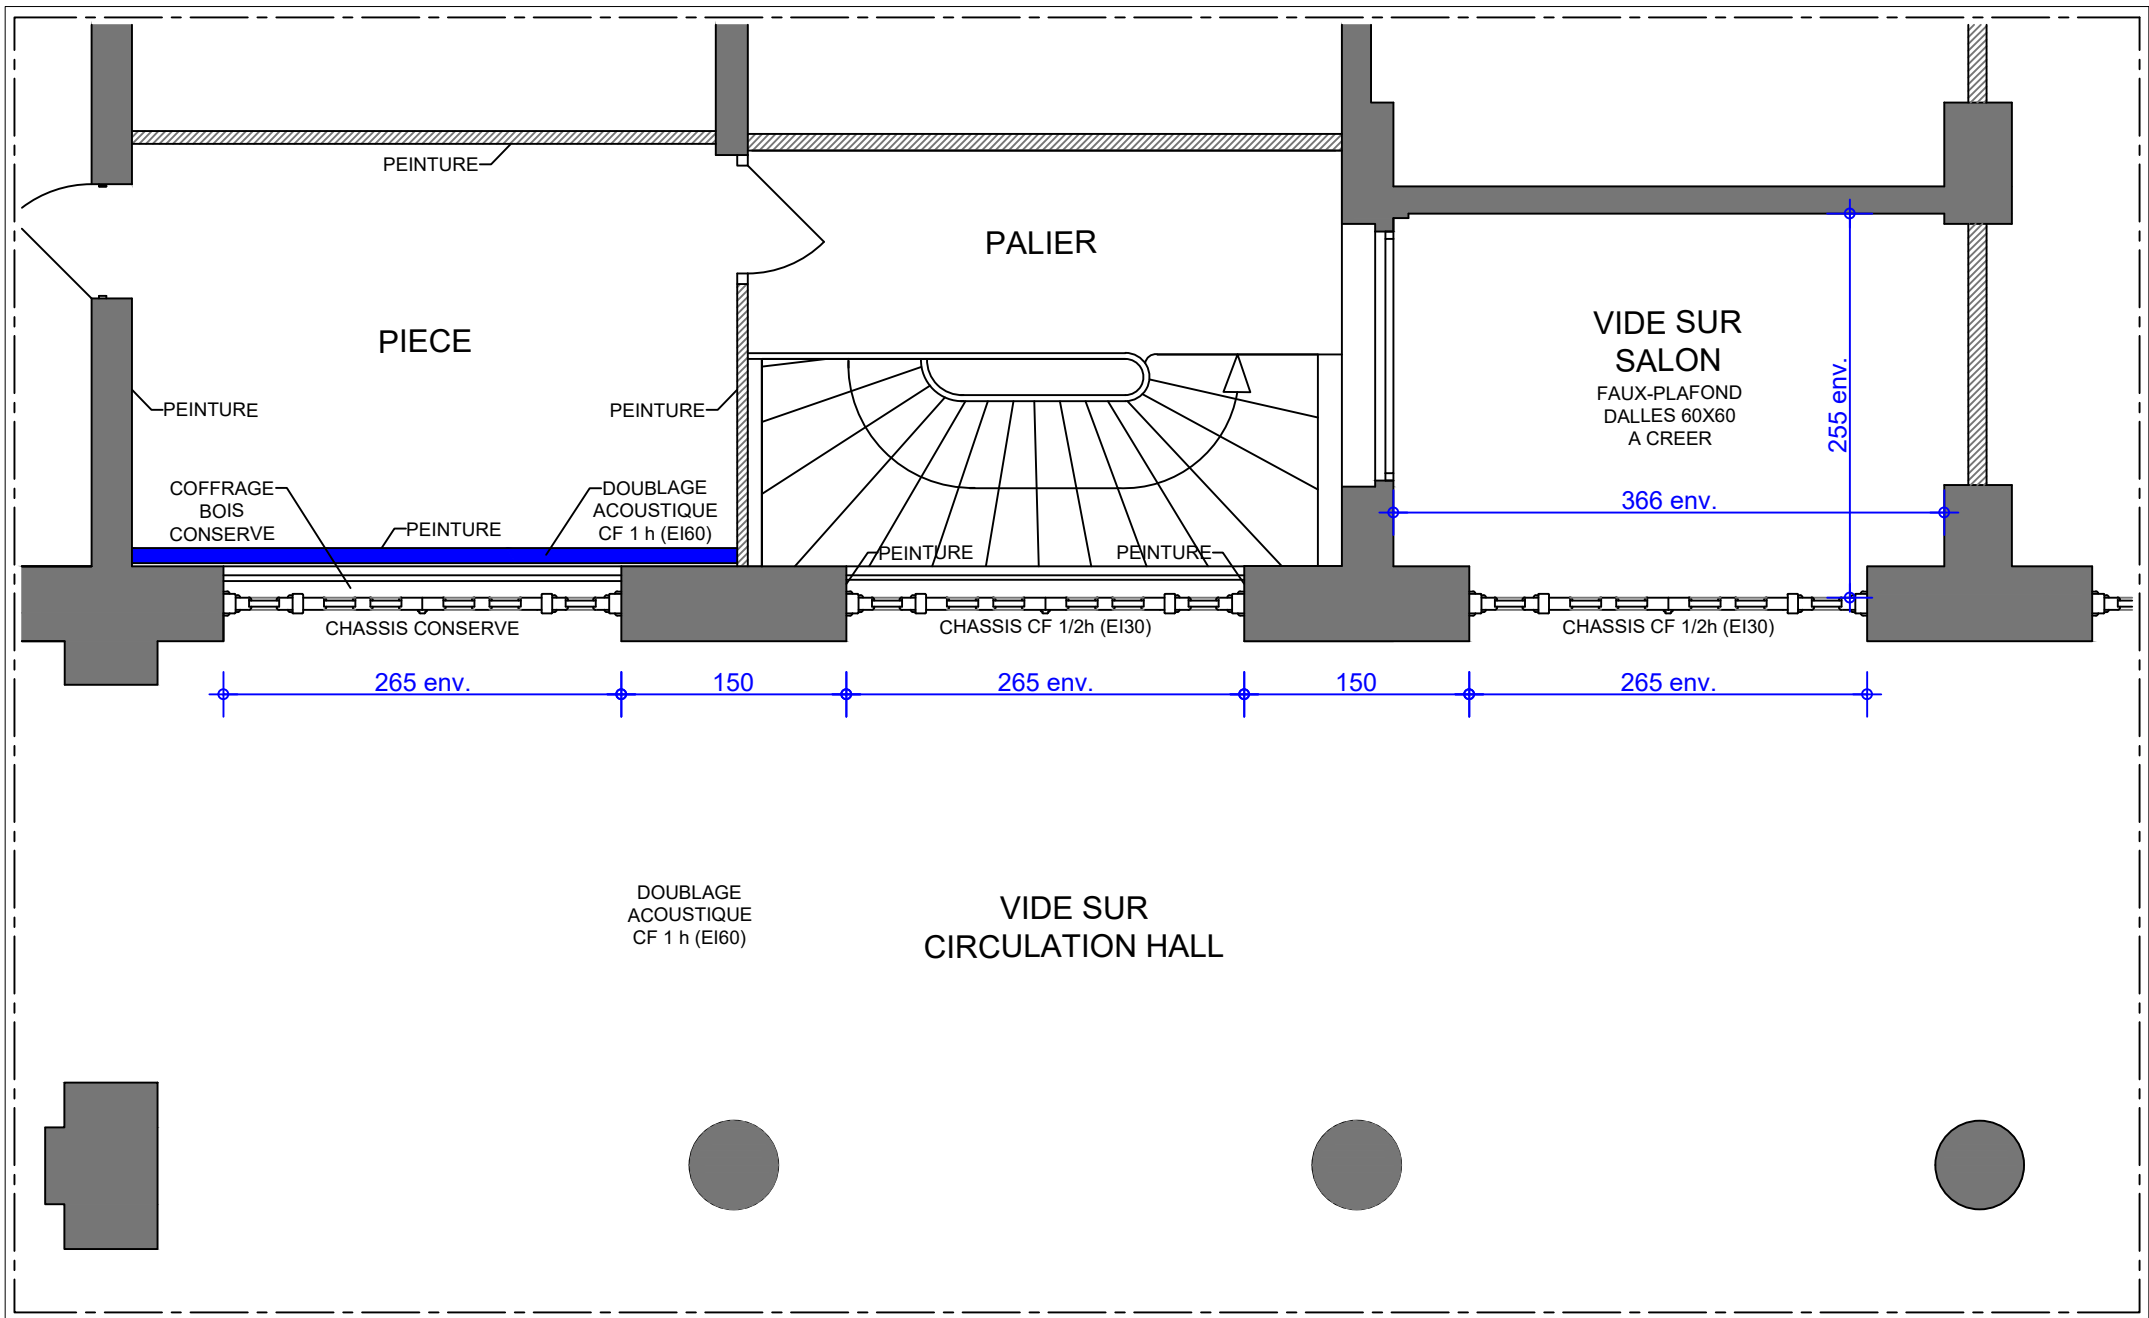 PEINTURE
PALIER
PIECE
VIDE SUR
SALON
FAUX-PLAFOND
DALLES 60X60
A CREER
255 env.
PEINTURE
PEINTURE
COFFRAGE
BOIS
CONSERVE
PEINTURE
DOUBLAGE
ACOUSTIQUE
CF 1 h (EI60)
366 env.
PEINTURE
PEINTURE
CHASSIS CONSERVE
CHASSIS CF 1/2h (EI30)
CHASSIS CF 1/2h (EI30)
265 env.
150
265 env.
150
265 env.
DOUBLAGE
ACOUSTIQUE
CF 1 h (EI60)
VIDE SUR
CIRCULATION HALL